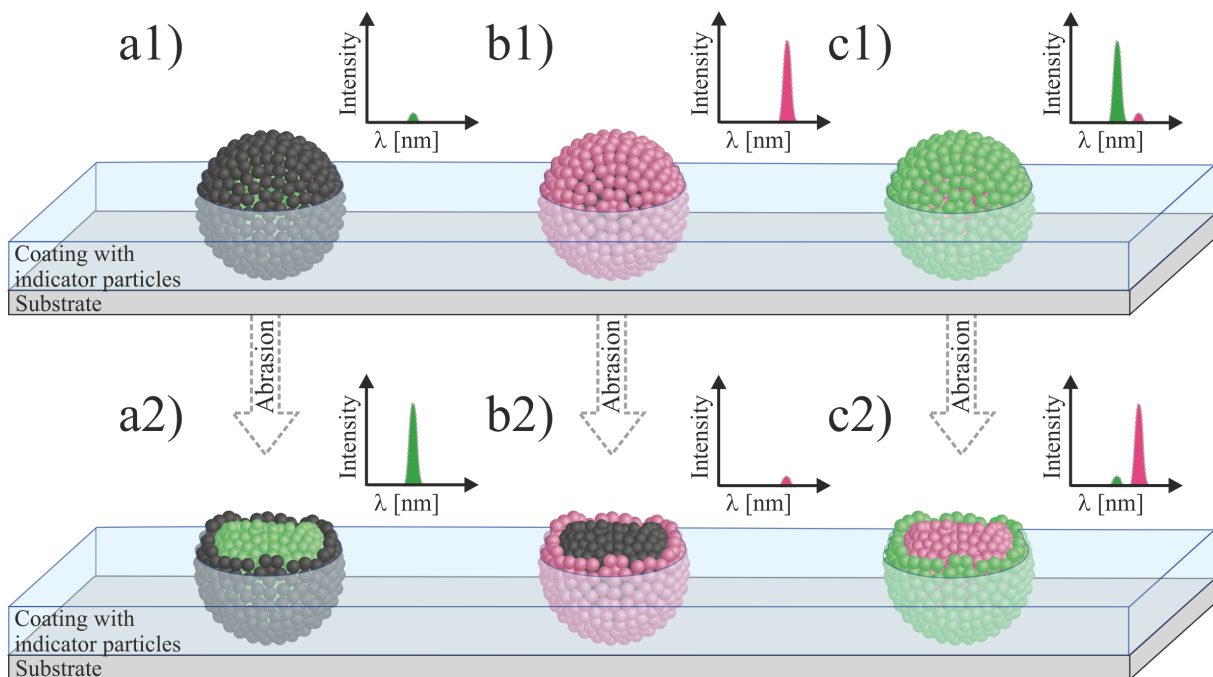 a1)
Intensity
λ [nm]
b1)
Intensity
λ [nm]
c1)
Intensity
λ [nm]
Coating with
indicator particles
Substrate
Abrasion
Abrasion
Abrasion
a2)
Intensity
λ [nm]
b2)
Intensity
λ [nm]
c2)
Intensity
λ [nm]
Coating with
indicator particles
Substrate